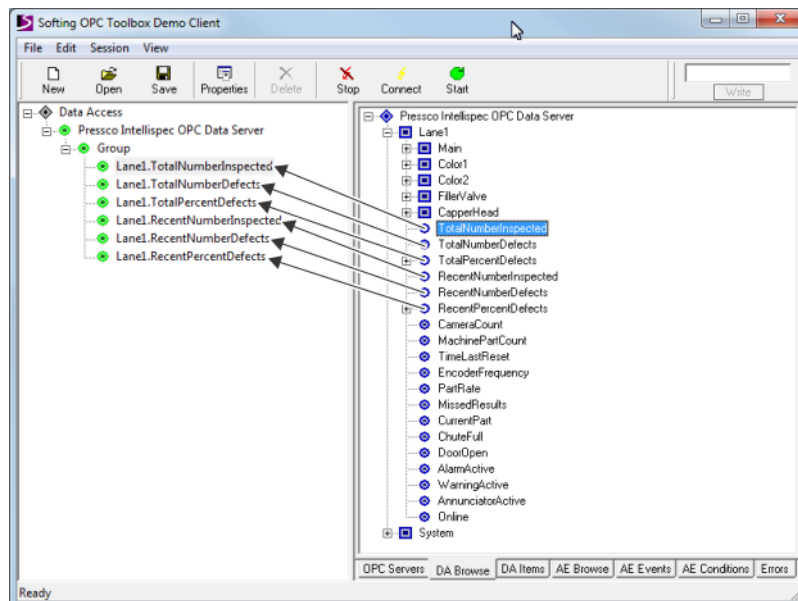 Softing OPC Toolbox Demo Client
File Edit Session View
New Open Save Properties Delete Stop Connect Start Write
Data Access
Pressco Intellispec OPC Data Server
Group
Lane1.TotalNumberInspected
Lane1.TotalNumberDefects
Lane1.TotalPercentDefects
Lane1.RecentNumberInspected
Lane1.RecentNumberDefects
Lane1.RecentPercentDefects
Pressco Intellispec OPC Data Server
Lane1
Main
Color1
Color2
FillerValve
CapperHead
TotalNumberInspected
TotalNumberDefects
TotalPercentDefects
RecentNumberInspected
RecentNumberDefects
RecentPercentDefects
CameraCount
MachinePartCount
TimeLastReset
EncoderFrequency
PartRate
MissedResults
CurrentPart
ChuteFull
DoorOpen
AlarmActive
WarningActive
AnnunciatorActive
Online
System
OPC Servers DA Browse DA Items AE Browse AE Events AE Conditions Errors
Ready